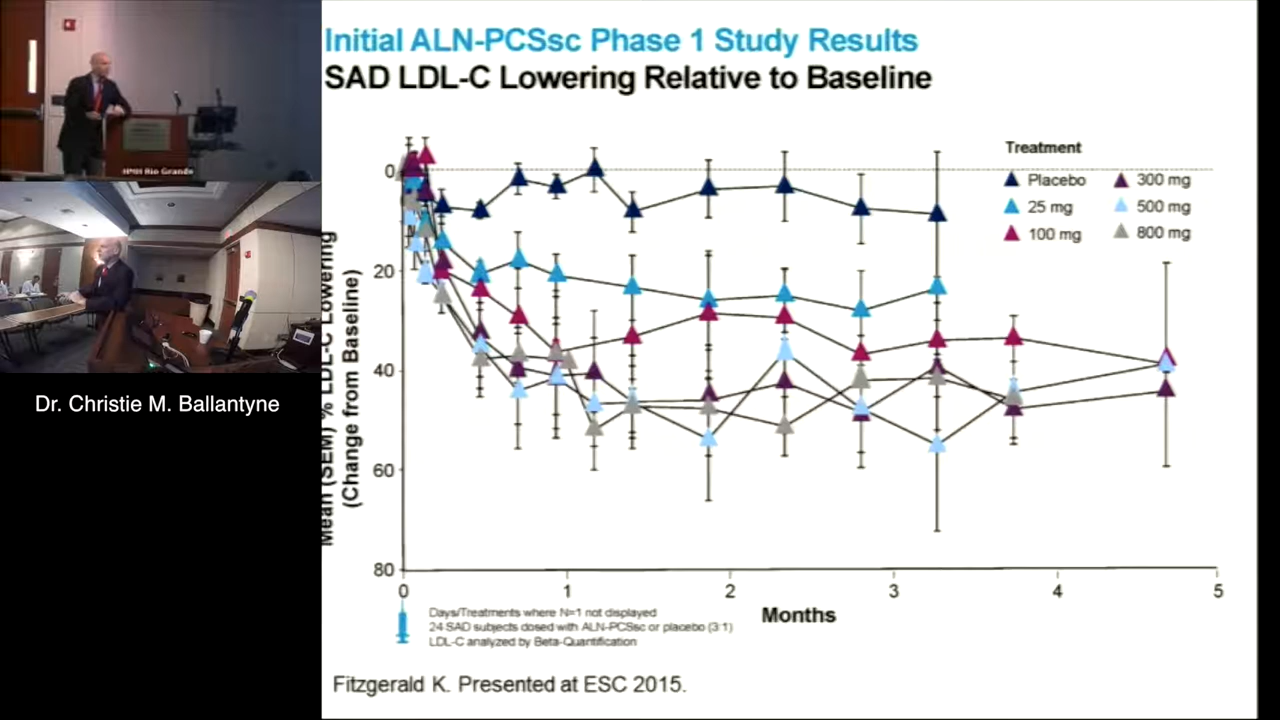 Initial ALN-PCSsc Phase 1 Study Results
SAD LDL-C Lowering Relative to Baseline
HMH Rio Grande
Dr. Christie M. Ballantyne
Mean (SEM) % LDL-C Lowering
(Change from Baseline)
0
20
40
60
80
Treatment
Placebo
300 mg
25 mg
500 mg
100 mg
800 mg
0
1
2
3
4
5
Months
Days/Treatments where N=1 not displayed
24 SAD subjects dosed with ALN-PCSsc or placebo (3:1)
LDL-C analyzed by Beta-Quantification
Fitzgerald K. Presented at ESC 2015.